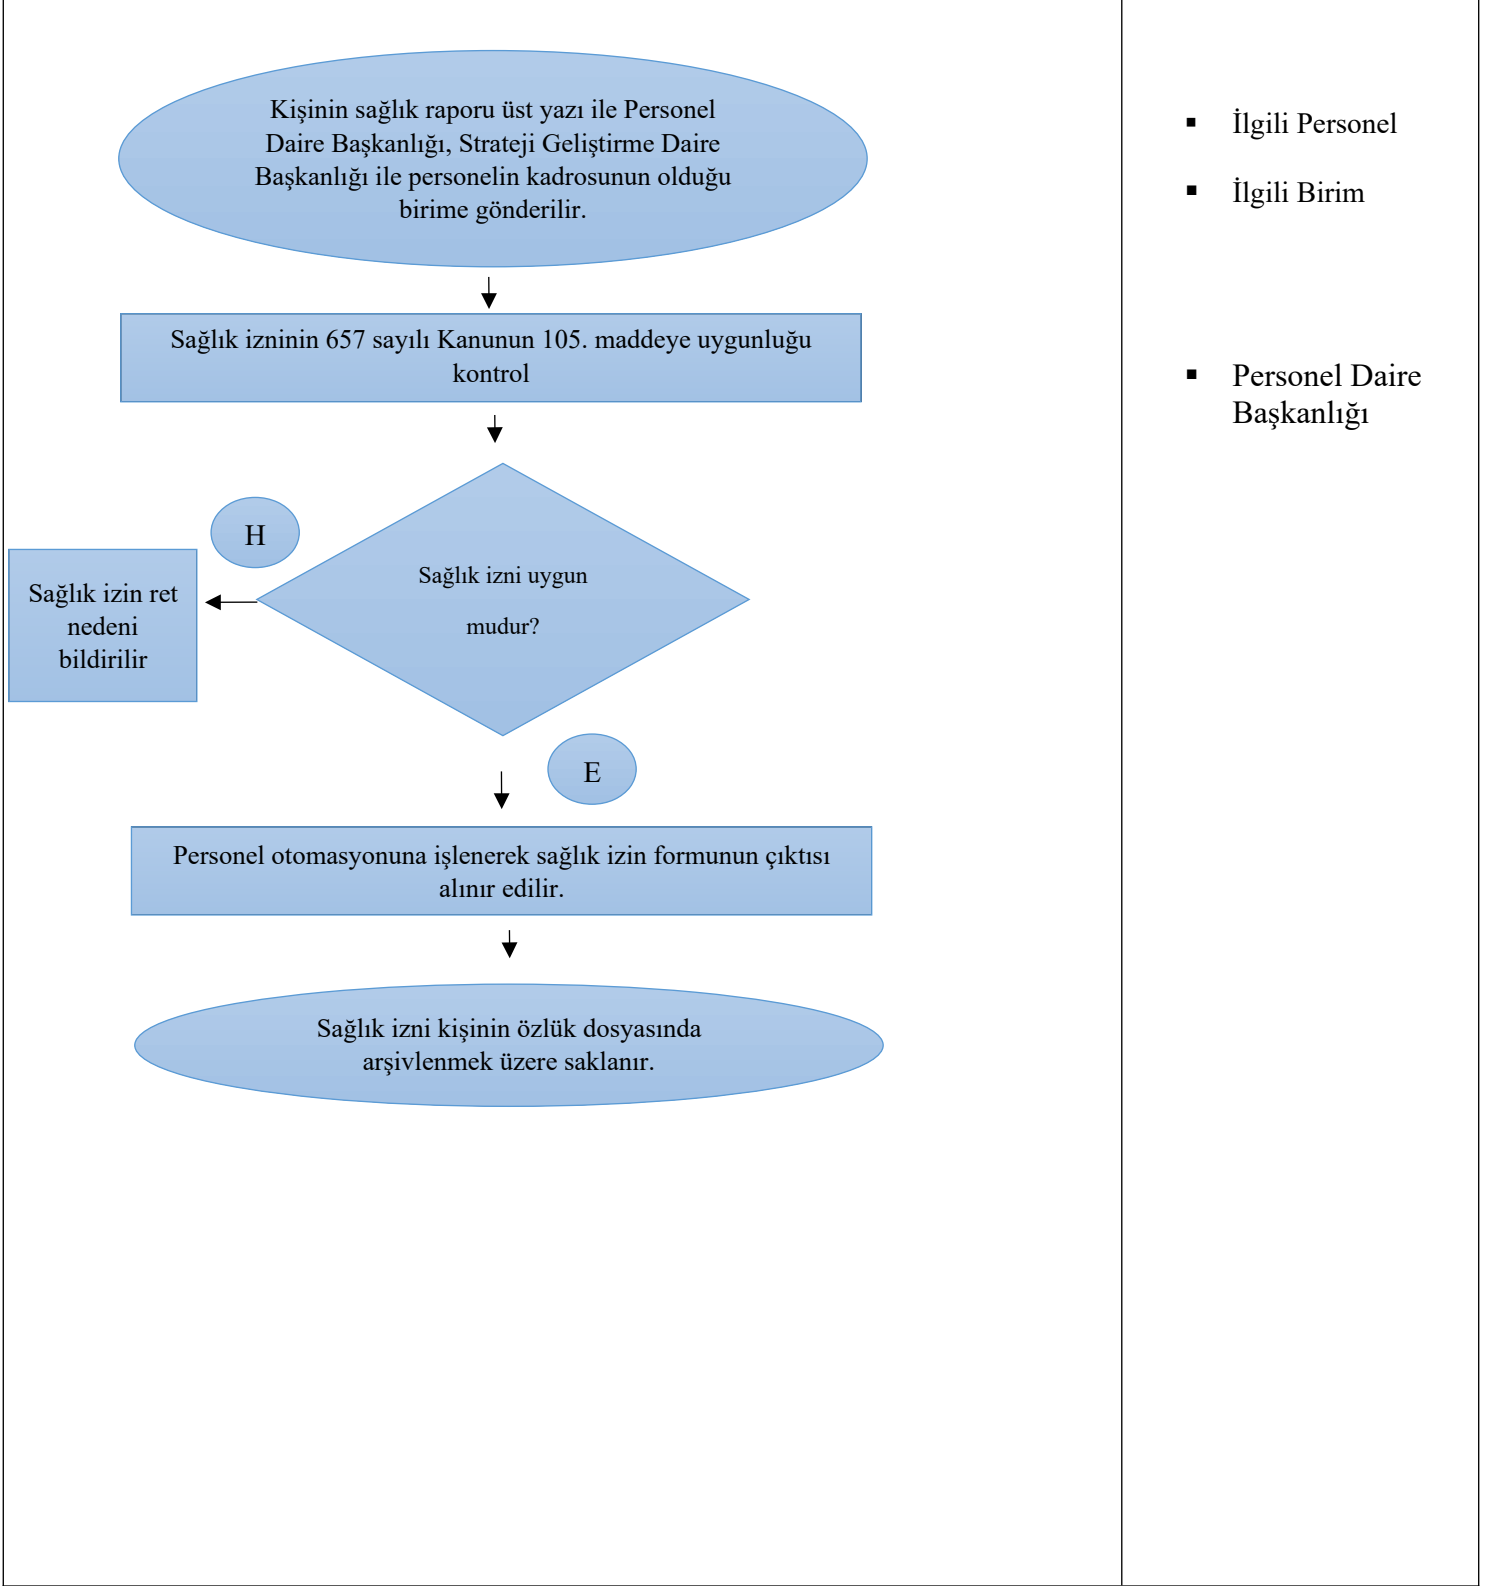 Kişinin sağlık raporu üst yazı ile Personel
Daire Başkanlığı, Strateji Geliştirme Daire
Başkanlığı ile personelin kadrosunun olduğu
birime gönderilir.
Sağlık izninin 657 sayılı Kanunun 105. maddeye uygunluğu
kontrol
Sağlık izni uygun
mudur?
H
Sağlık izin ret
nedeni
bildirilir
E
Personel otomasyonuna işlenerek sağlık izin formunun çıktısı
alınır edilir.
Sağlık izni kişinin özlük dosyasında
arşivlenmek üzere saklanır.
▪ İlgili Personel
▪ İlgili Birim
▪ Personel Daire
Başkanlığı